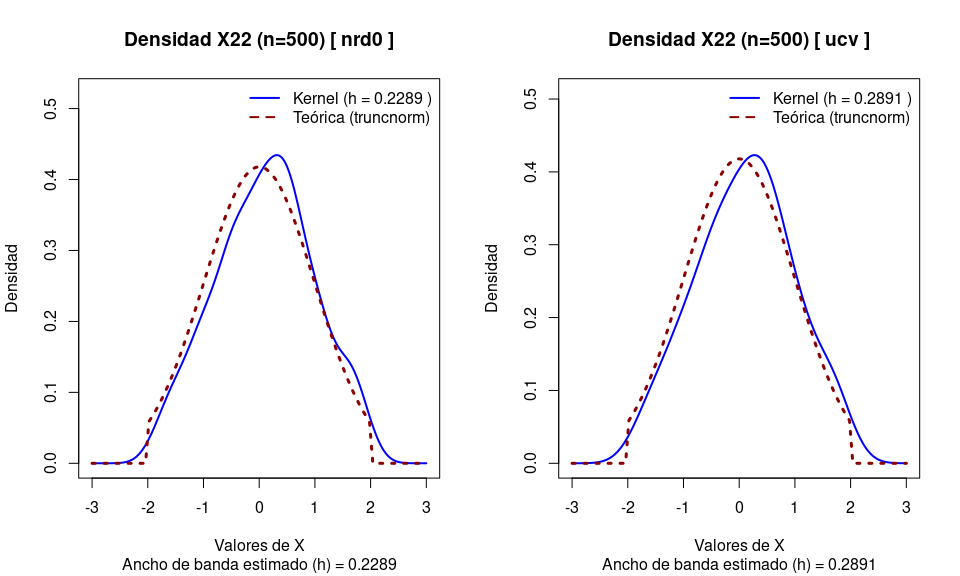 Densidad X22 (n=500) [ nrd0 ]
Kernel (h = 0.2289 )
Teórica (truncnorm)
Densidad
0.0
0.1
0.2
0.3
0.4
0.5
-3 -2 -1 0 1 2 3
Valores de X
Ancho de banda estimado (h) = 0.2289
Densidad X22 (n=500) [ ucv ]
Kernel (h = 0.2891 )
Teórica (truncnorm)
Densidad
0.0
0.1
0.2
0.3
0.4
0.5
-3 -2 -1 0 1 2 3
Valores de X
Ancho de banda estimado (h) = 0.2891